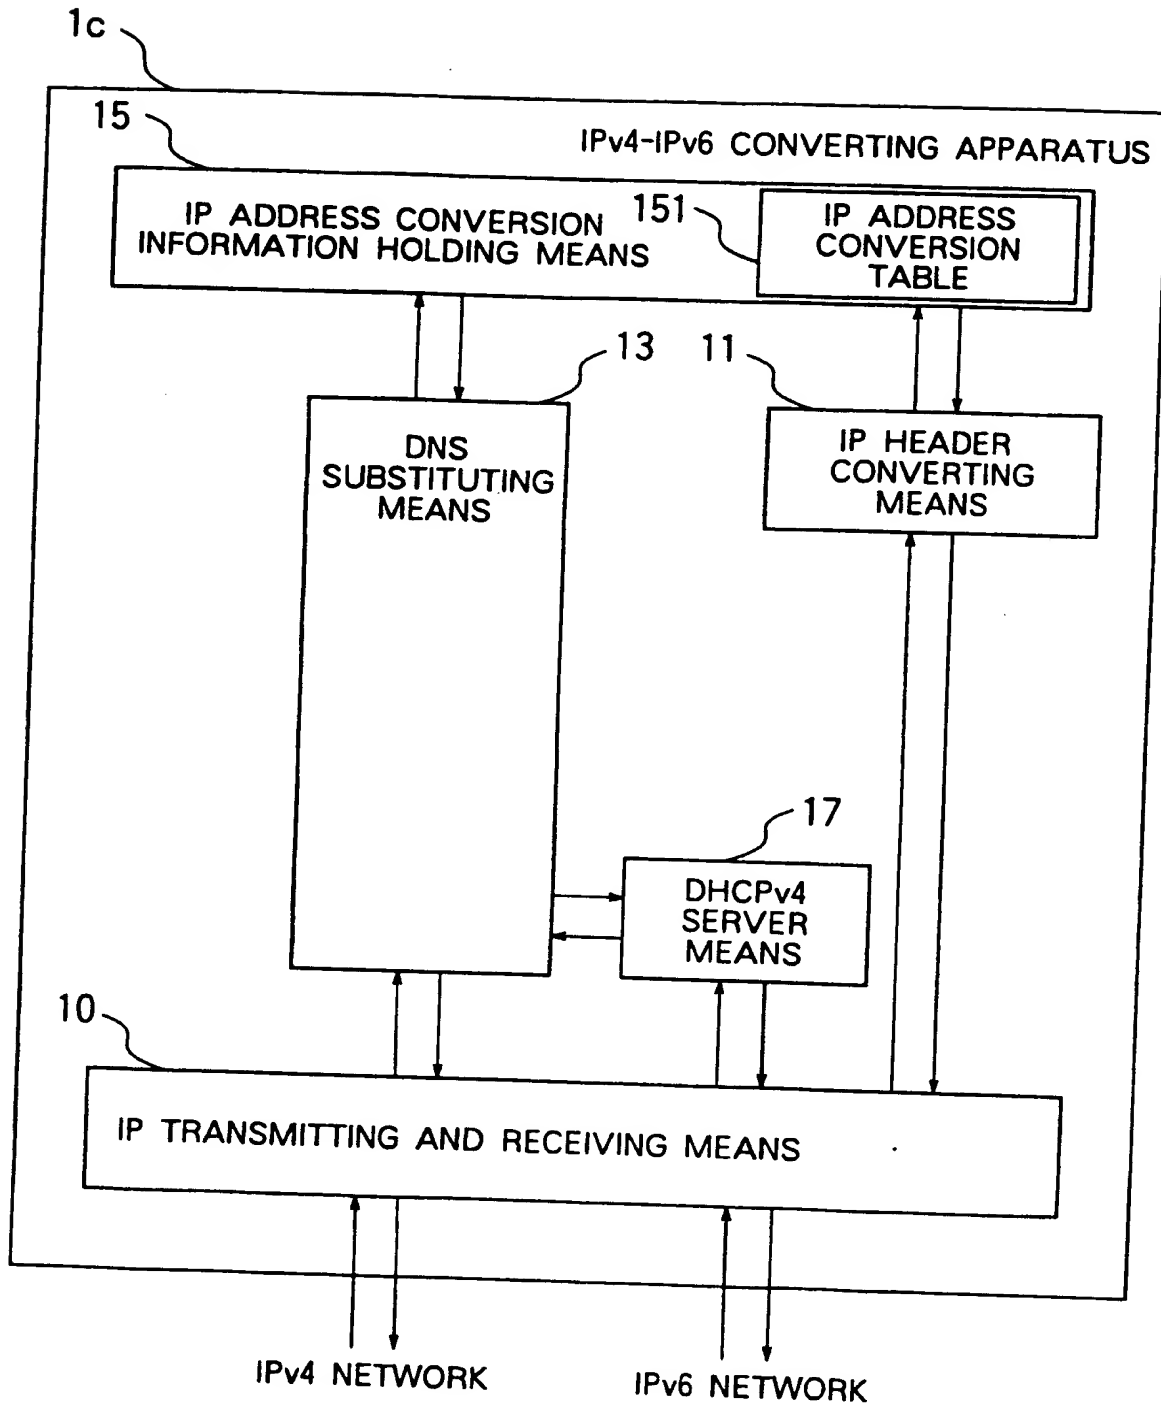 1c
15
IPv4-IPv6 CONVERTING APPARATUS
IP ADDRESS CONVERSION
INFORMATION HOLDING MEANS
151
IP ADDRESS
CONVERSION
TABLE
13
11
DNS
SUBSTITUTING
MEANS
IP HEADER
CONVERTING
MEANS
17
DHCPv4
SERVER
MEANS
10
IP TRANSMITTING AND RECEIVING MEANS
IPv4 NETWORK
IPv6 NETWORK